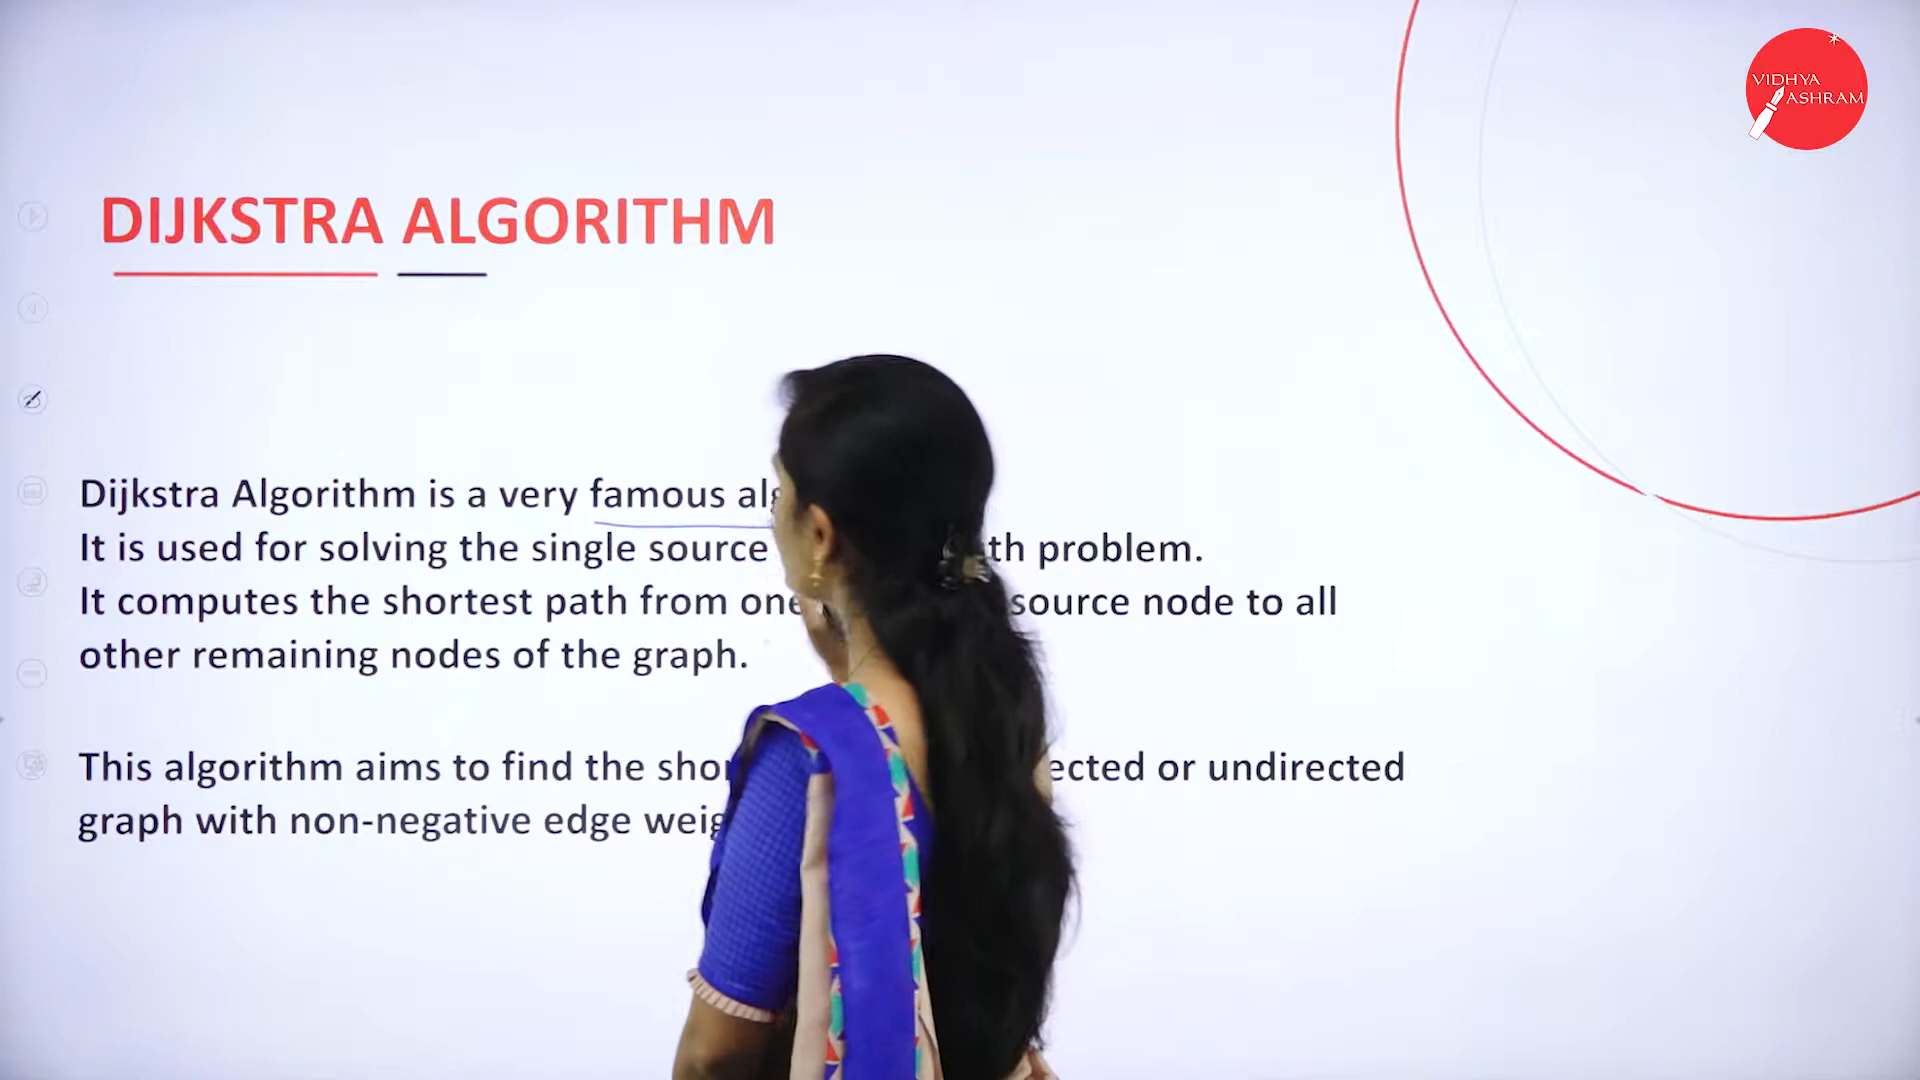 VIDHYA
ASHRAM
DIJKSTRA ALGORITHM
Dijkstra Algorithm is a very famous
It is used for solving the single source problem.
It computes the shortest path from one source node to all
other remaining nodes of the graph.
This algorithm aims to find the or undirected
graph with non-negative edge